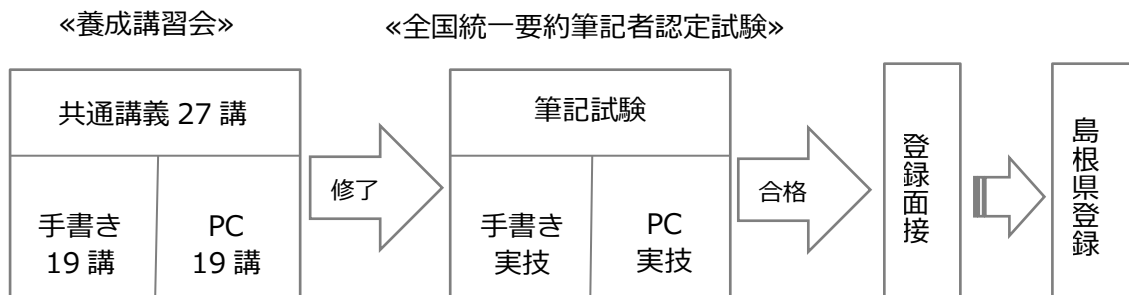 ≪養成講習会≫
≪全国統一要約筆記者認定試験≫
共通講義 27 講
手書き
19 講
PC
19 講
修了
筆記試験
手書き
実技
PC
実技
合格
登録面接
島根県登録